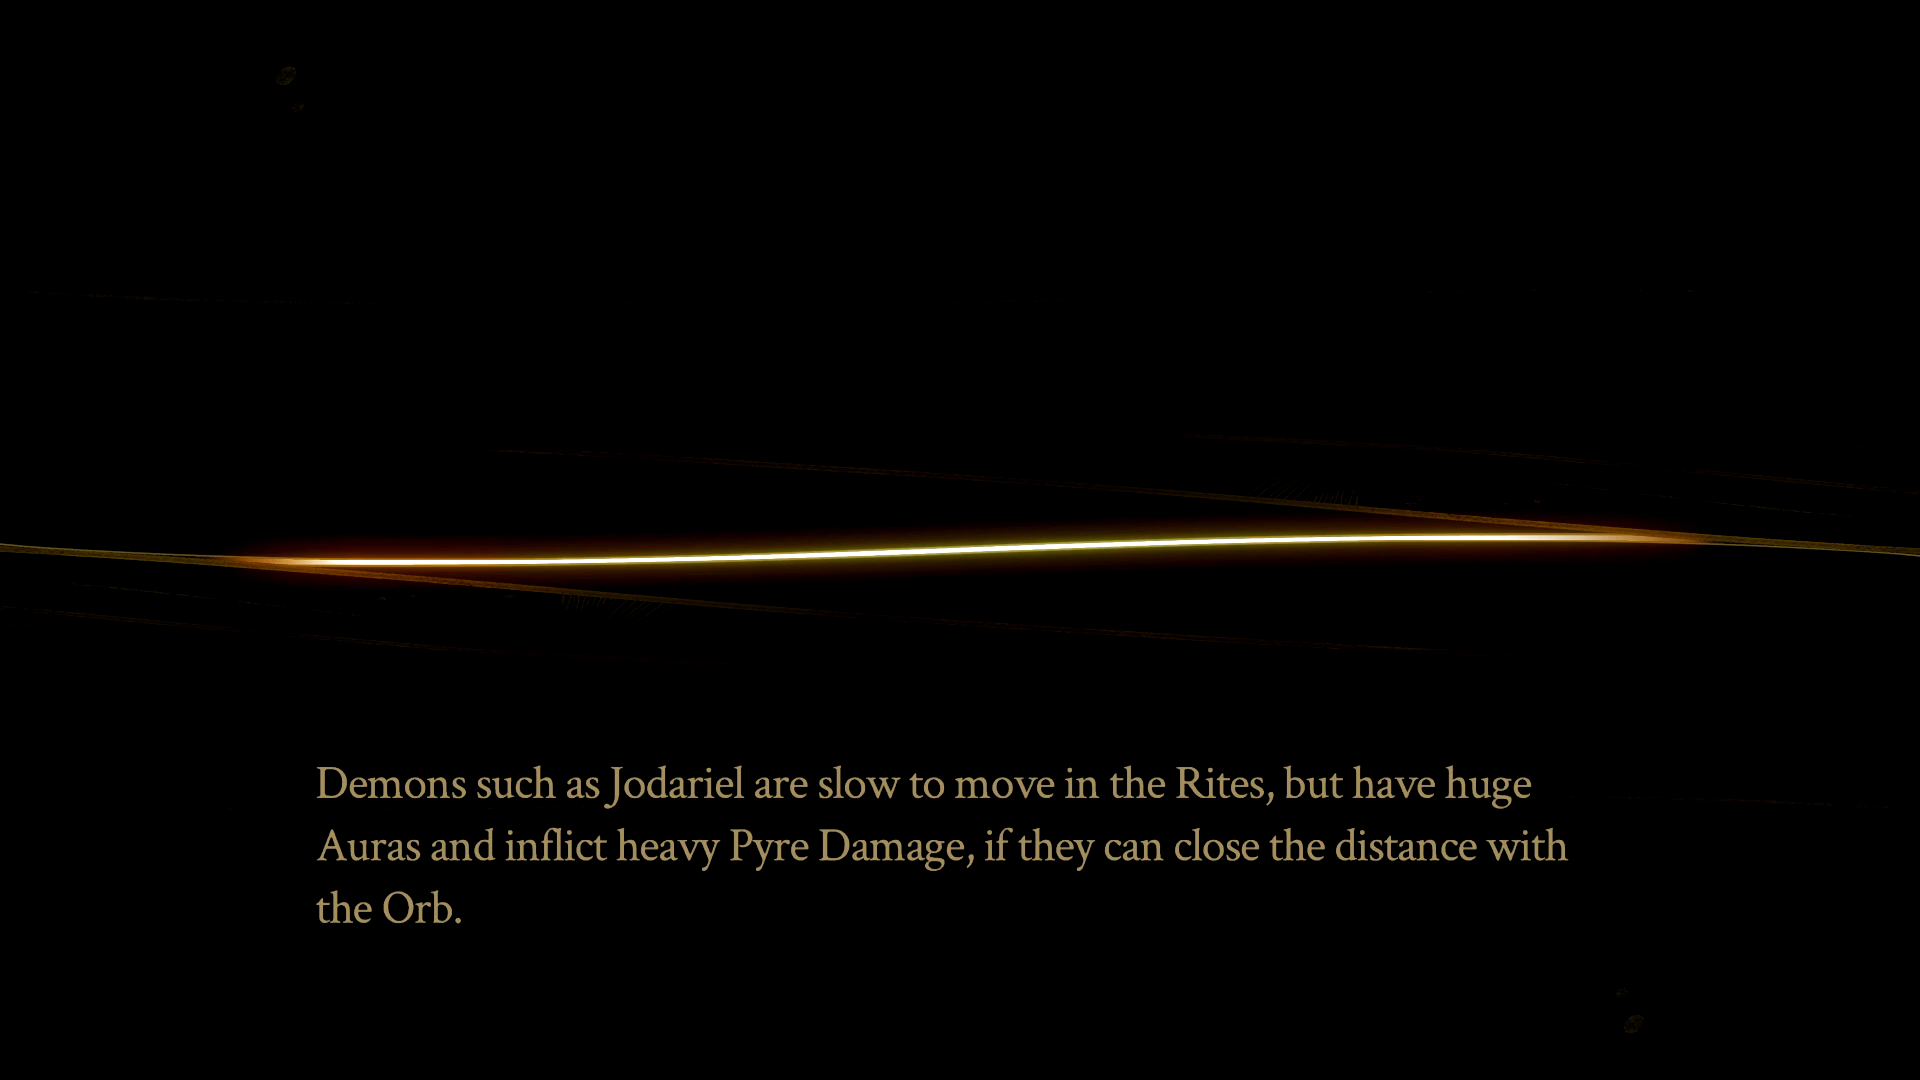 Demons such as Jodariel are slow to move in the Rites, but have huge
Auras and inflict heavy Pyre Damage, if they can close the distance with
the Orb.